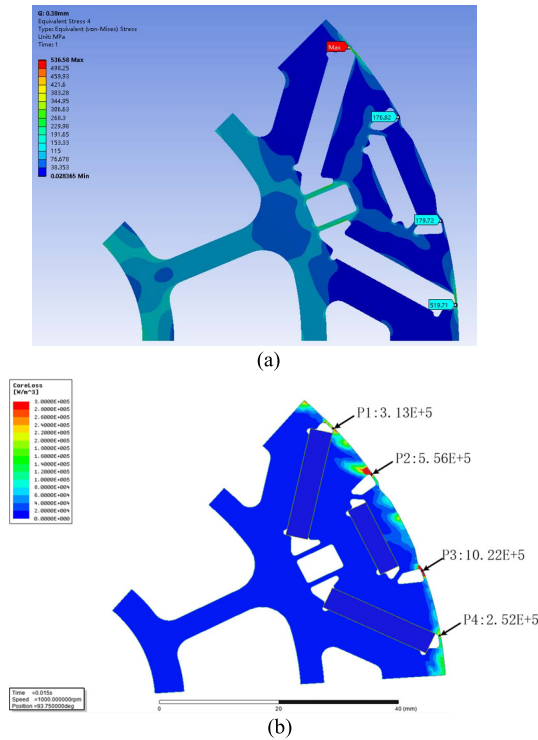 G: 0.38mm
Equivalent Stress 4
Type: Equivalent (von-Mises) Stress
Unit: MPa
Time: 1
536.58 Max
498.25
459.93
421.6
383.28
344.95
306.63
268.3
229.98
191.65
153.33
115
76.678
38.353
0.028365 Min
Max
176.82
179.72
519.71
(a)
CoreLoss
[W/m^3]
3.0000E+005
2.8000E+005
2.6000E+005
2.4000E+005
2.2000E+005
2.0000E+005
1.8000E+005
1.6000E+005
1.4000E+005
1.2000E+005
1.0000E+005
8.0000E+004
6.0000E+004
4.0000E+004
2.0000E+004
0.0000E+000
P1:3.13E+5
P2:5.56E+5
P3:10.22E+5
P4:2.52E+5
Time =0.015s
Speed =1000.000000rpm
Position =93.750000deg
0 20 40 (mm)
(b)